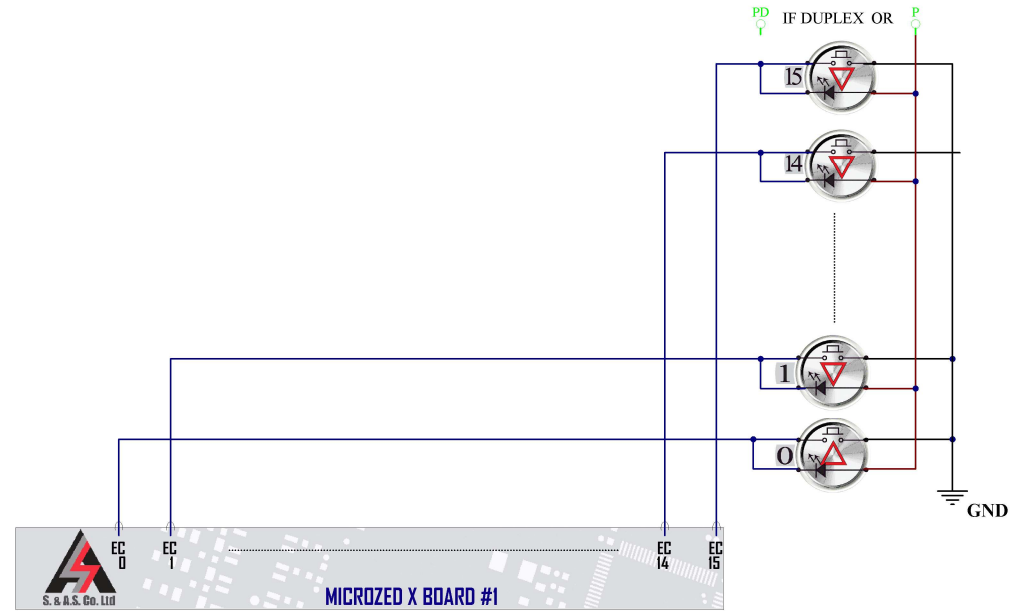 PD IF DUPLEX OR P
15
14
1
0
GND
EC 0
EC 1
EC 14
EC 15
S. & A.S. Co. Ltd
MICROZED X BOARD #1